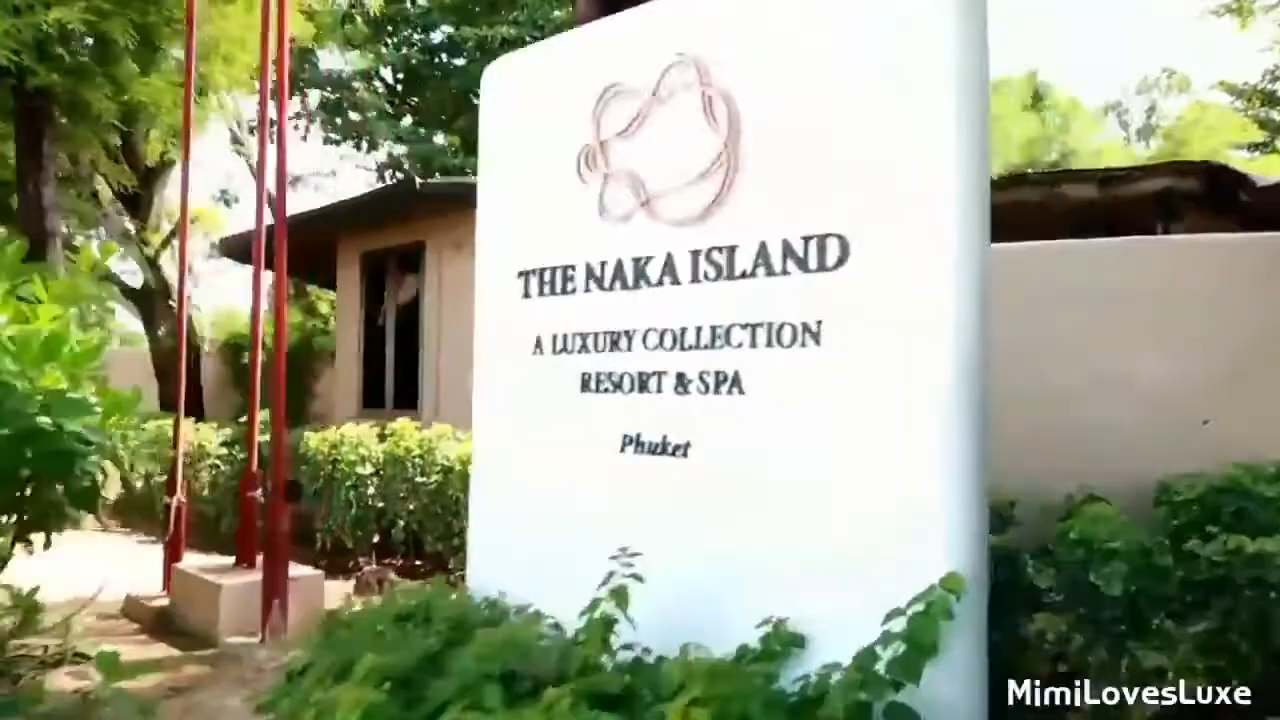 THE NAKA ISLAND
A LUXURY COLLECTION
RESORT & SPA
Phuket
MimiLovesLuxe